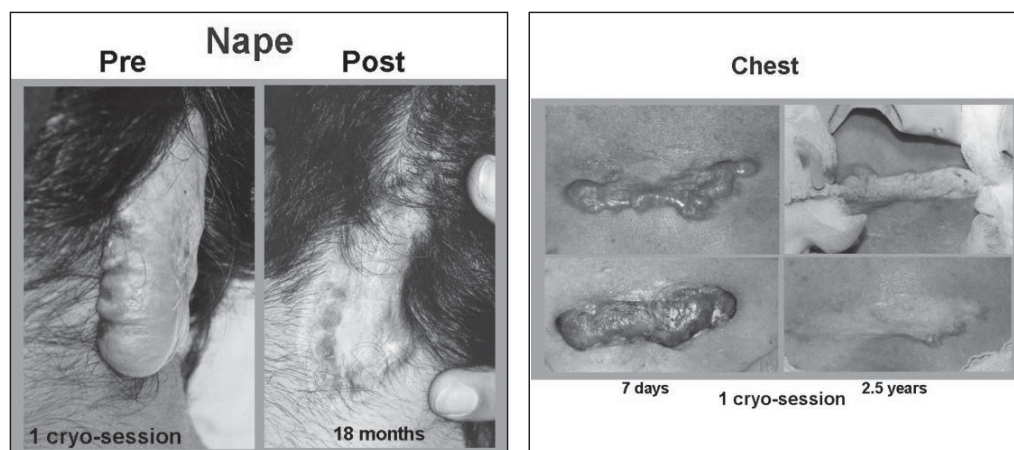 Nape
Pre Post
1 cryo-session 18 months
Chest
7 days 2.5 years
1 cryo-session